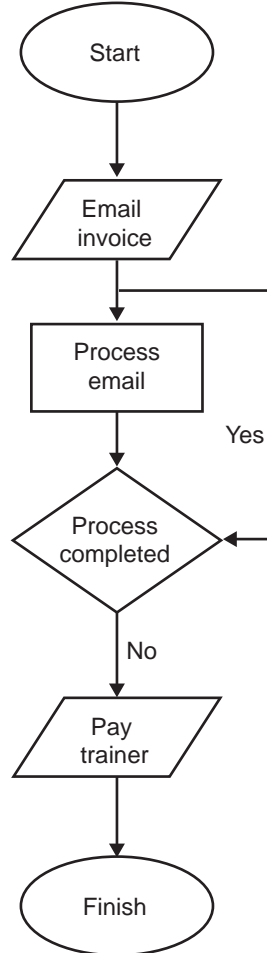 Start
Email
invoice
Process
email
Yes
Process
completed
No
Pay
trainer
Finish